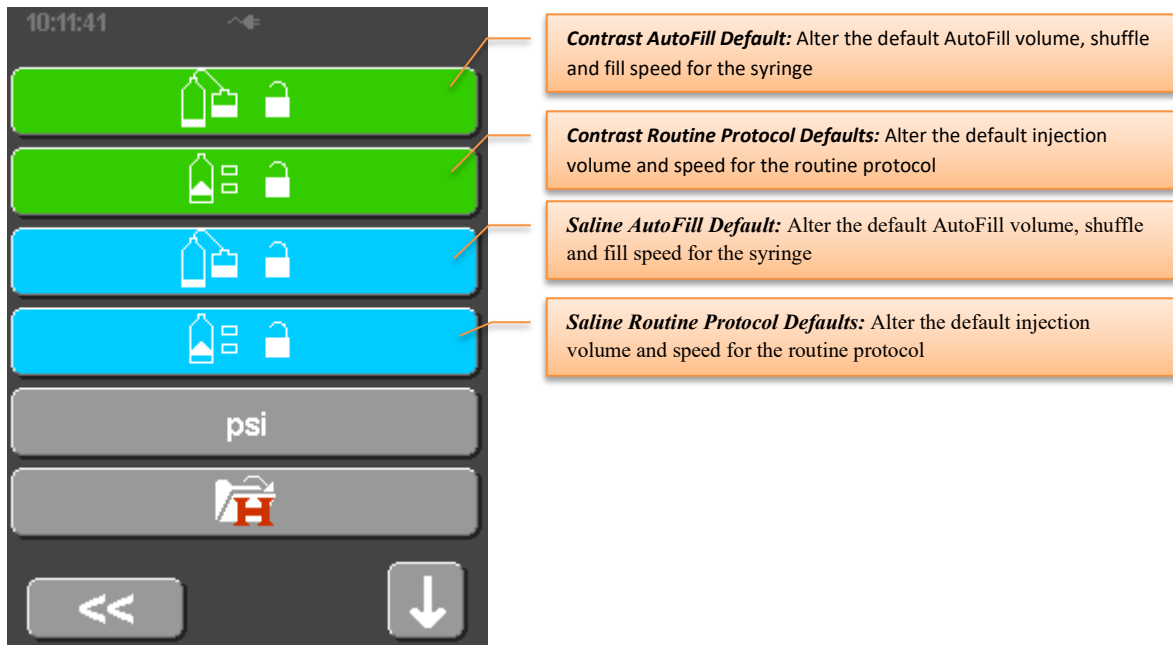 10:11:41
Contrast AutoFill Default: Alter the default AutoFill volume, shuffle
and fill speed for the syringe
Contrast Routine Protocol Defaults: Alter the default injection
volume and speed for the routine protocol
Saline AutoFill Default: Alter the default AutoFill volume, shuffle
and fill speed for the syringe
Saline Routine Protocol Defaults: Alter the default injection
volume and speed for the routine protocol
psi
H
<<